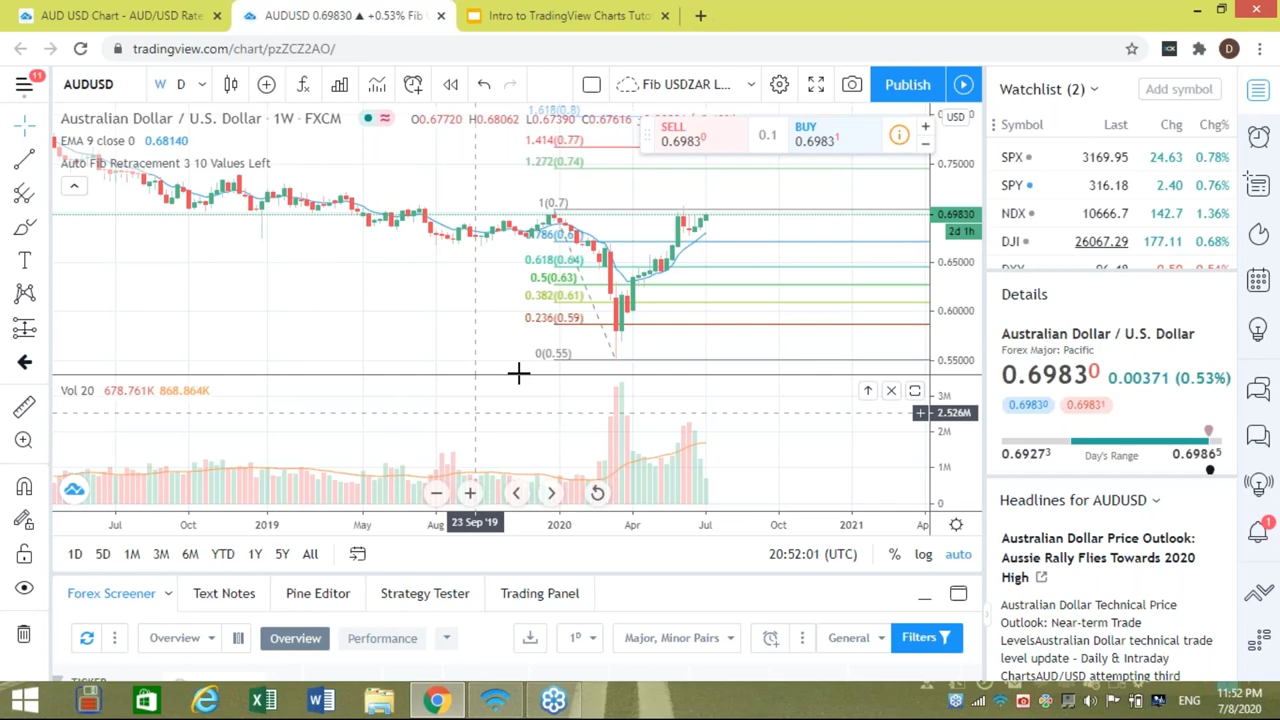 AUD USD Chart - AUD/USD Rate
AUDUSD 0.69830 ▲ +0.53% Fib U
Intro to TradingView Charts Tuto
tradingview.com/chart/pzZCZ2AO/
D
11
AUDUSD
W
D
Fib USDZAR L...
Publish
Australian Dollar / U.S. Dollar - 1W - FXCM
O0.67720 H0.68062 L0.67390 C0.67616
EMA 9 close 0 0.68140
Auto Fib Retracement 3 10 Values Left
SELL
0.6983⁰
0.1
BUY
0.6983¹
USD
1.618(0.8)
1.414(0.77)
1.272(0.74)
1(0.7)
0.618(0.64)
0.5(0.63)
0.382(0.61)
0.236(0.59)
0(0.55)
0.75000
0.69830
2d 1h
0.65000
0.60000
0.55000
Vol 20 678.761K 868.864K
3M
2.526M
2M
1M
0
Jul
Oct
2019
May
Aug
23 Sep '19
2020
Apr
Jul
Oct
2021
Ap
1D
5D
1M
3M
6M
YTD
1Y
5Y
All
20:52:01 (UTC)
%
log
auto
Forex Screener
Text Notes
Pine Editor
Strategy Tester
Trading Panel
Overview
Overview
Performance
1D
Major, Minor Pairs
General
Filters
TICKER
Watchlist (2)
Add symbol
Symbol
Last
Chg
Chg%
SPX 3169.95 24.63 0.78%
SPY 316.18 2.40 0.76%
NDX 10666.7 142.7 1.36%
DJI 26067.29 177.11 0.68%
Details
Australian Dollar / U.S. Dollar
Forex Major: Pacific
0.6983⁰ 0.00371 (0.53%)
0.6983⁰
0.6983¹
0.6927³
Day's Range
0.6986⁵
Headlines for AUDUSD
Australian Dollar Price Outlook:
Aussie Rally Flies Towards 2020
High
Australian Dollar Technical Price
Outlook: Near-term Trade
LevelsAustralian Dollar technical trade
level update - Daily & Intraday
ChartsAUD/USD attempting third
1
ENG
11:52 PM
7/8/2020